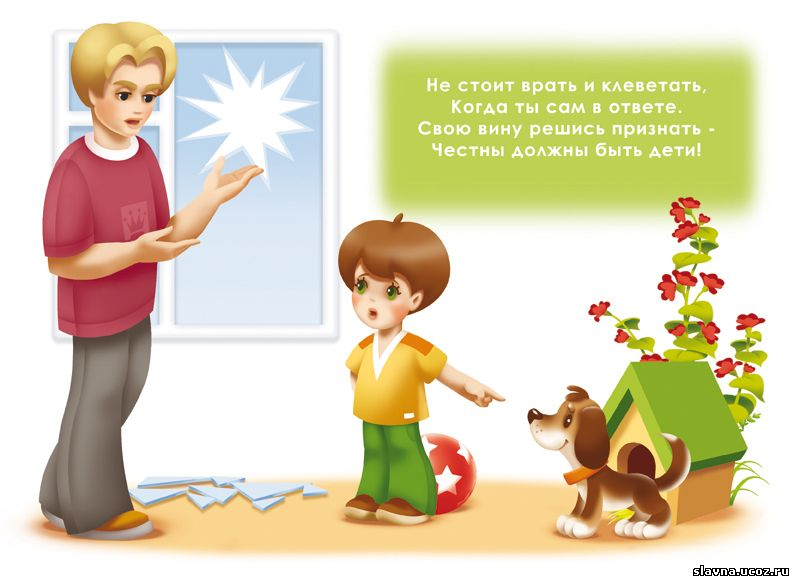 Не стоит врать и клеветать,
Когда ты сам в ответе.
Свою вину решись признать -
Честны должны быть дети!
slavna.ucoz.ru